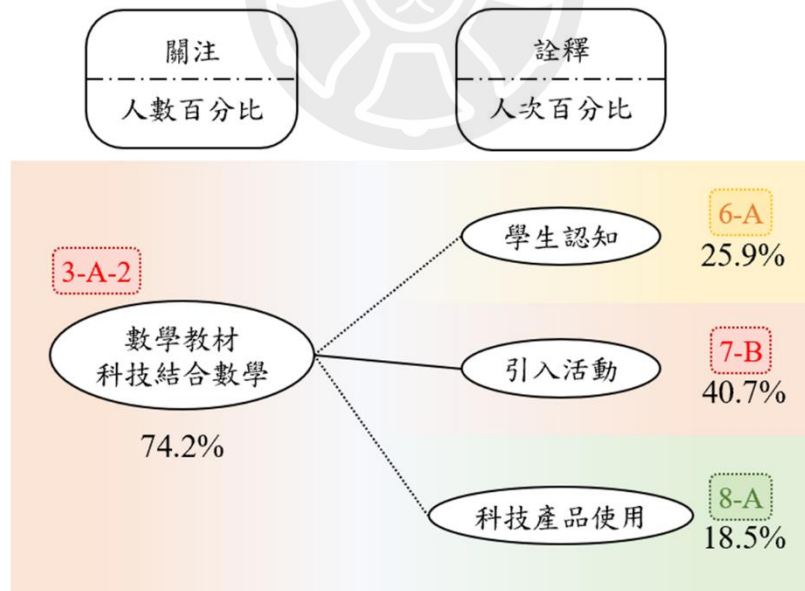 關注
人數百分比
詮釋
人次百分比
3-A-2
數學教材
科技結合數學
74.2%
學生認知
6-A
25.9%
引入活動
7-B
40.7%
科技產品使用
8-A
18.5%